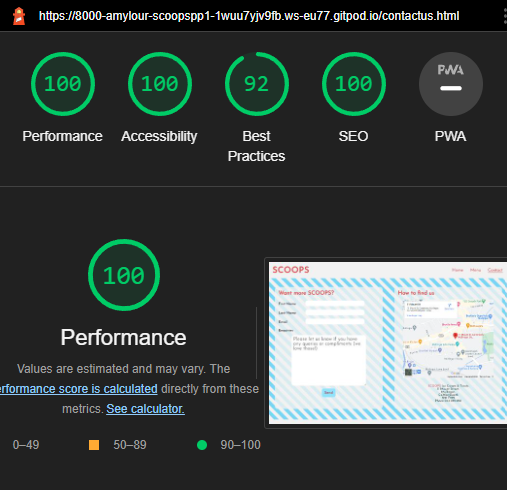 https://8000-amylour-scoopspp1-1wuu7yjv9fb.ws-eu77.gitpod.io/contactus.html
100
100
92
100
PWA
Performance
Accessibility
Best
Practices
SEO
PWA
100
Performance
Values are estimated and may vary. The
erformance score is calculated directly from these
metrics. See calculator.
0–49
50–89
90–100
SCOOPS
Home
Menu
Contact
Want more SCOOPS?
How to find us
First Name
Last Name
Email
Please let us know if you have
any queries or compliments (we
love those!)
Send